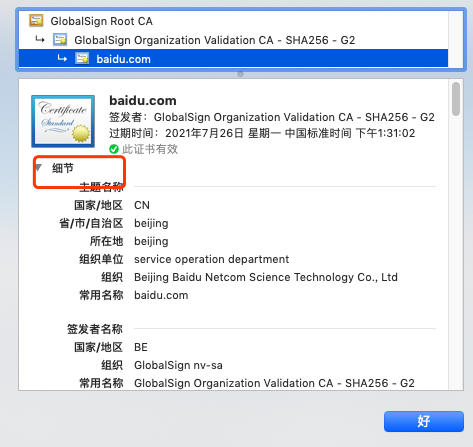 GlobalSign Root CA
GlobalSign Organization Validation CA - SHA256 - G2
baidu.com
Certificate
Standard
baidu.com
签发者：GlobalSign Organization Validation CA - SHA256 - G2
过期时间：2021年7月26日 星期一 中国标准时间 下午1:31:02
此证书有效
细节
主题名称
国家/地区 CN
省/市/自治区 beijing
所在地 beijing
组织单位 service operation department
组织 Beijing Baidu Netcom Science Technology Co., Ltd
常用名称 baidu.com
签发者名称
国家/地区 BE
组织 GlobalSign nv-sa
常用名称 GlobalSign Organization Validation CA - SHA256 - G2
好